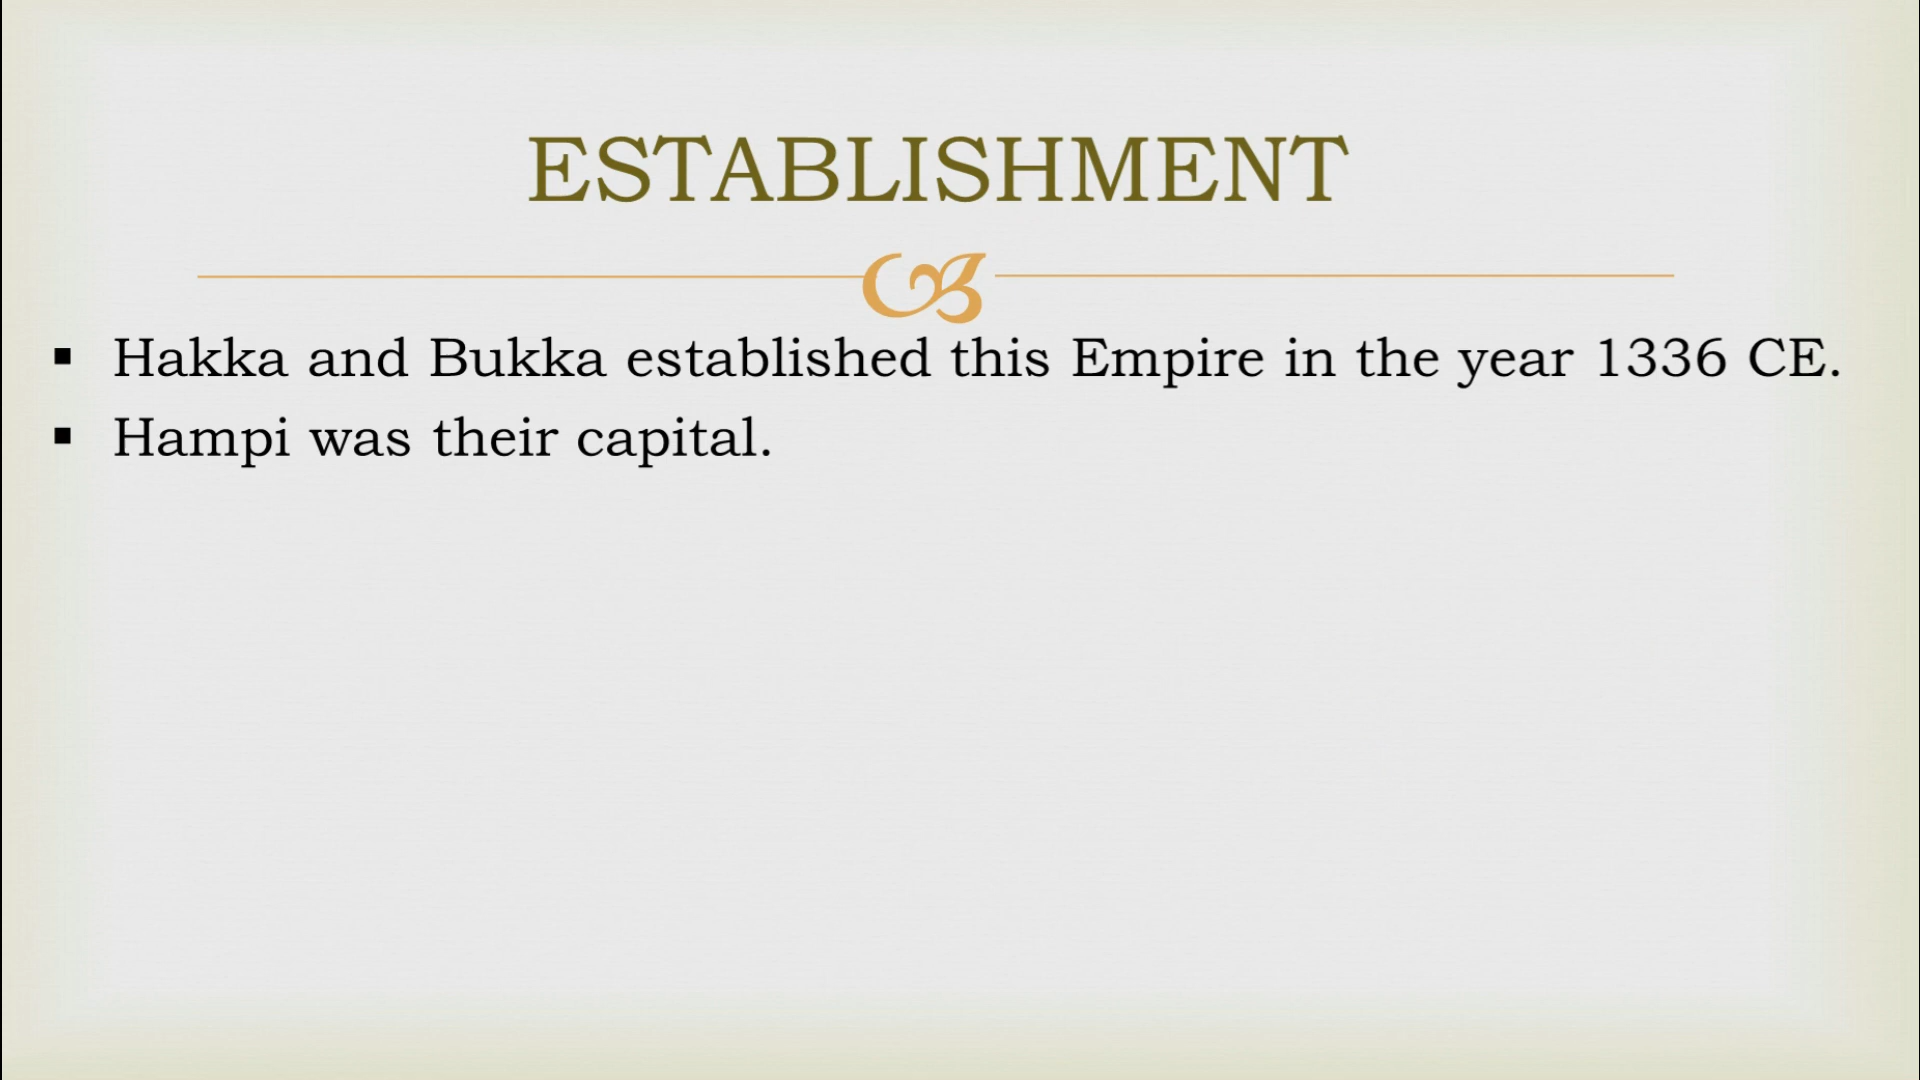 ESTABLISHMENT
▪ Hakka and Bukka established this Empire in the year 1336 CE.
▪ Hampi was their capital.